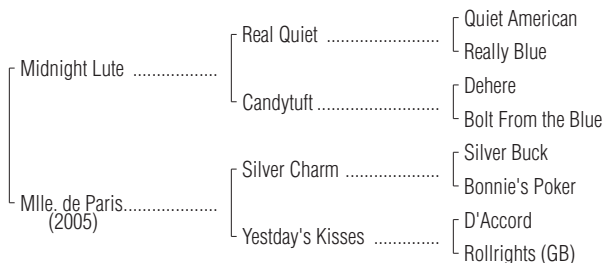 Quiet American
Real Quiet ....................
Really Blue
Midnight Lute ..................
Dehere
Candytuft .....................
Bolt From the Blue
Silver Buck
Silver Charm ..................
Bonnie's Poker
Mlle. de Paris...................
(2005)
D'Accord
Yestday's Kisses .............
Rollrights (GB)